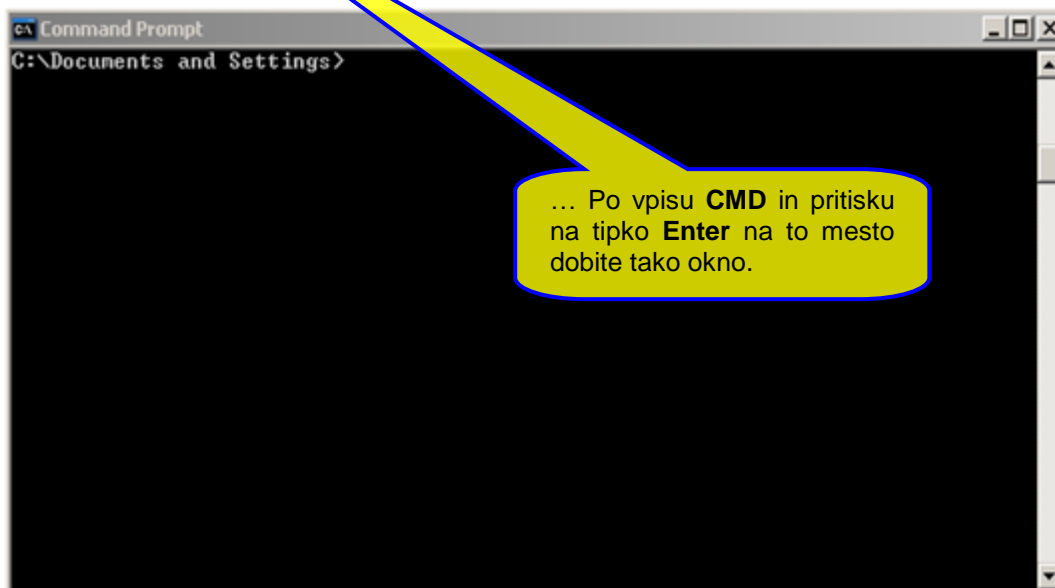 Command Prompt
C:\Documents and Settings>
… Po vpisu CMD in pritisku
na tipko Enter na to mesto
dobite tako okno.